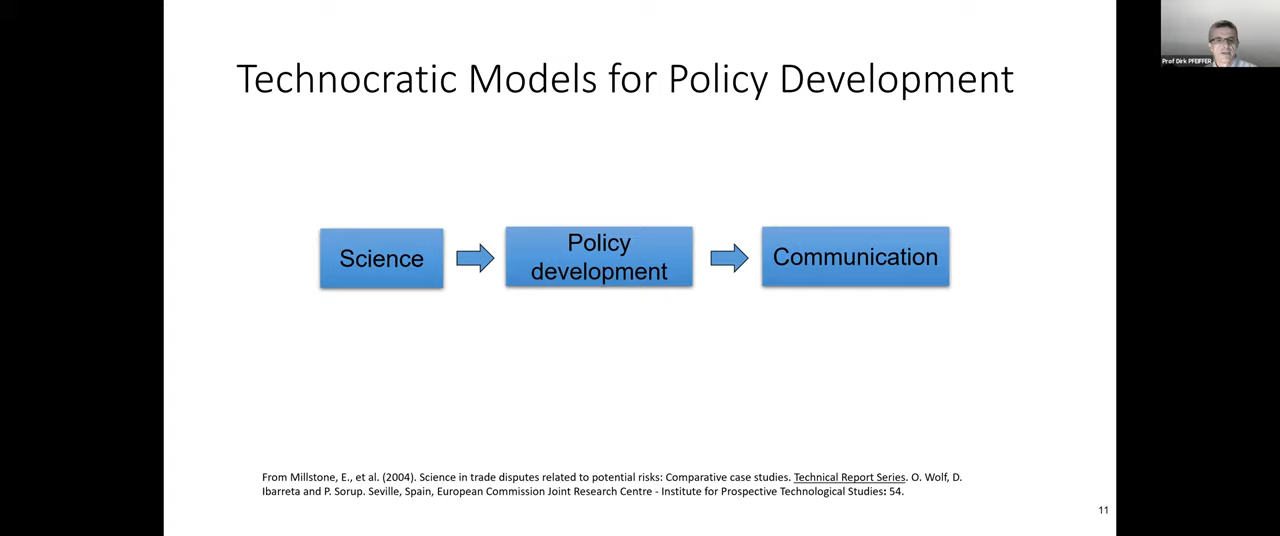 Prof Dirk PFEIFFER
Technocratic Models for Policy Development
Science
Policy
development
Communication
From Millstone, E., et al. (2004). Science in trade disputes related to potential risks: Comparative case studies. Technical Report Series. O. Wolf, D.
Ibarreta and P. Sorup. Seville, Spain, European Commission Joint Research Centre - Institute for Prospective Technological Studies: 54.
11